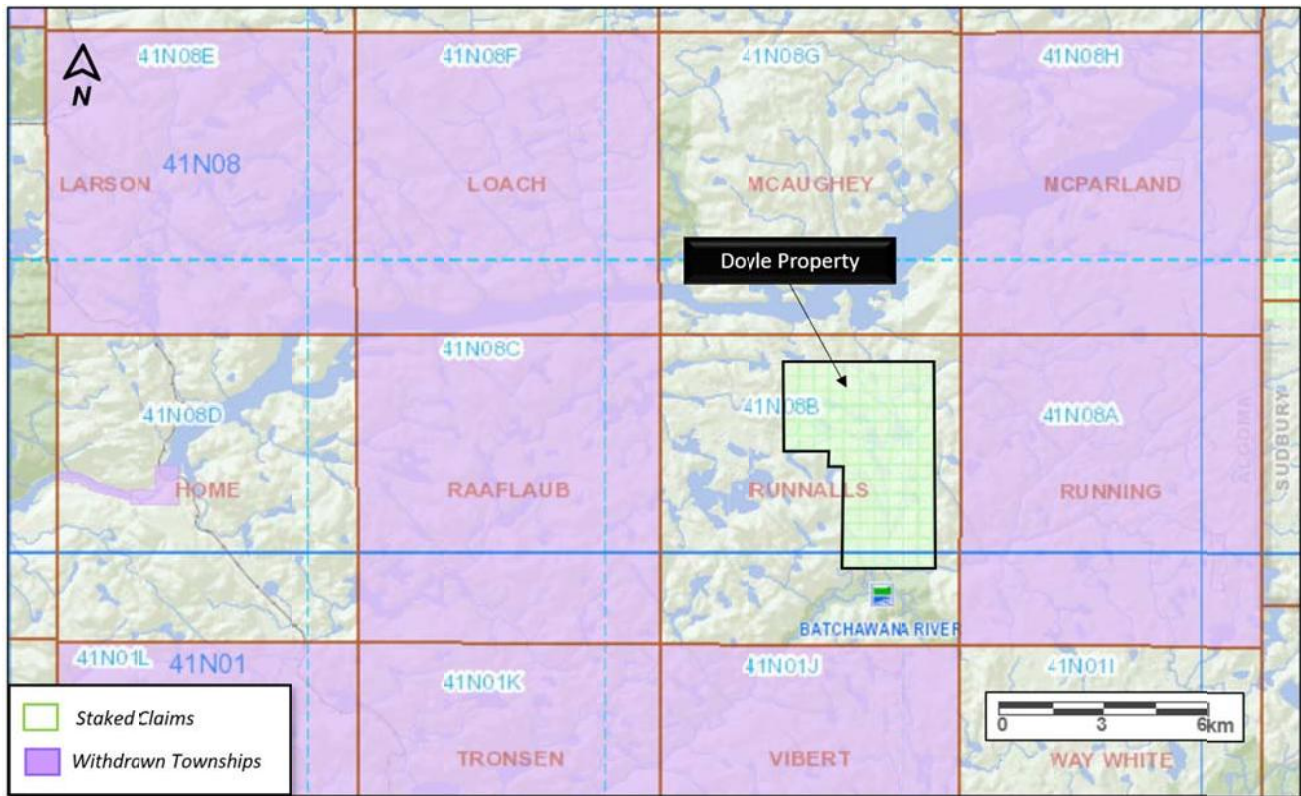 41N08E
41N08F
41N08G
41N08H
N
41N08
LARSON
LOACH
MCAUGHEY
MCPARLAND
Doyle Property
41N08C
41N08D
41N08B
41N08A
ALGOMA
SUDBURY
HOME
RAAFLAUB
RUNNALLS
RUNNING
BATCHAWANA RIVER
41N01L
41N01
41N01K
41N01J
41N01I
Staked Claims
Withdrawn Townships
0 3 6km
TRONSEN
VIBERT
WAY WHITE